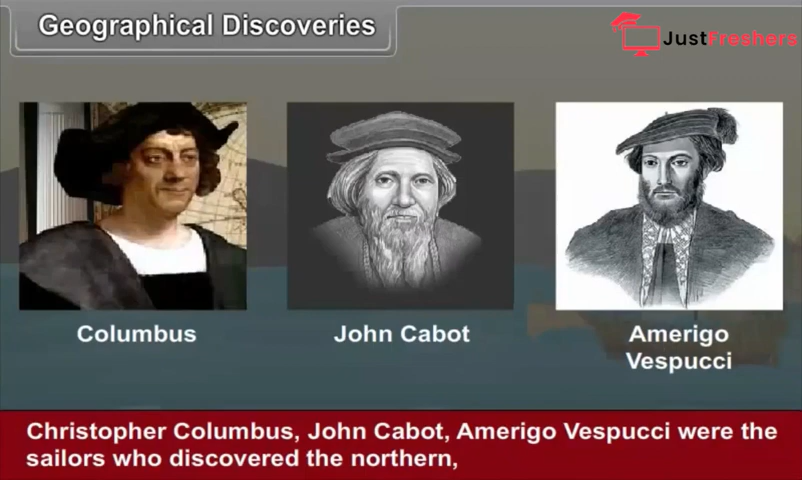 Geographical Discoveries
JustFreshers
Columbus
John Cabot
Amerigo
Vespucci
Christopher Columbus, John Cabot, Amerigo Vespucci were the
sailors who discovered the northern,